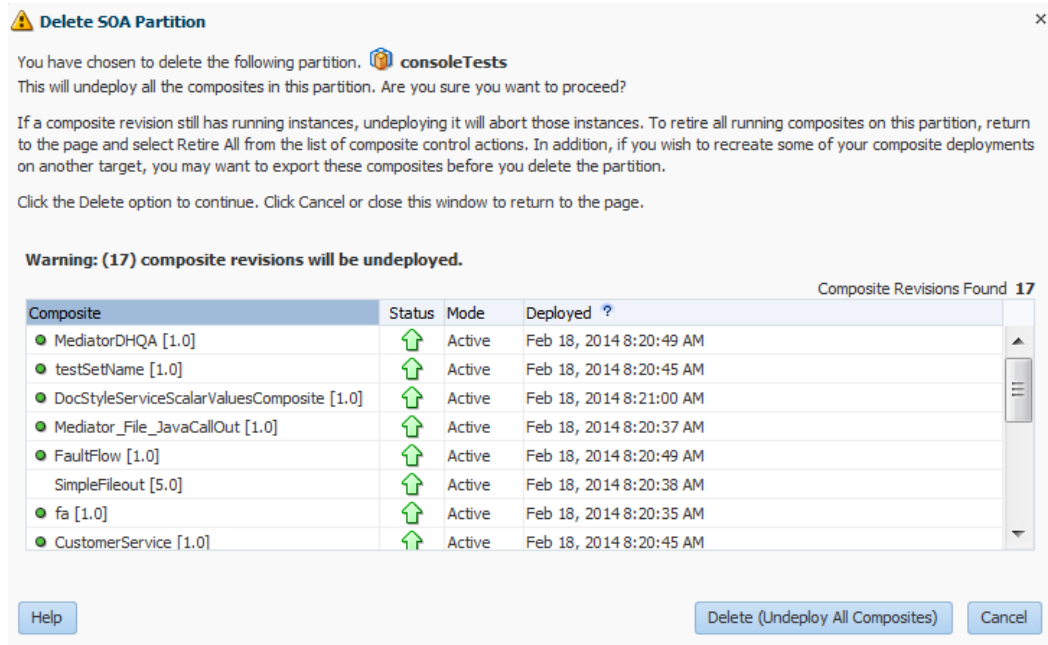 Delete SOA Partition
You have chosen to delete the following partition. consoleTests
This will undeploy all the composites in this partition. Are you sure you want to proceed?
If a composite revision still has running instances, undeploying it will abort those instances. To retire all running composites on this partition, return
to the page and select Retire All from the list of composite control actions. In addition, if you wish to recreate some of your composite deployments
on another target, you may want to export these composites before you delete the partition.
Click the Delete option to continue. Click Cancel or close this window to return to the page.
Warning: (17) composite revisions will be undeployed.
Composite Revisions Found 17
Composite Status Mode Deployed ?
MediatorDHQA [1.0] Active Feb 18, 2014 8:20:49 AM
testSetName [1.0] Active Feb 18, 2014 8:20:45 AM
DocStyleServiceScalarValuesComposite [1.0] Active Feb 18, 2014 8:21:00 AM
Mediator_File_JavaCallOut [1.0] Active Feb 18, 2014 8:20:37 AM
FaultFlow [1.0] Active Feb 18, 2014 8:20:49 AM
SimpleFileout [5.0] Active Feb 18, 2014 8:20:38 AM
fa [1.0] Active Feb 18, 2014 8:20:35 AM
CustomerService [1.0] Active Feb 18, 2014 8:20:45 AM
Help Delete (Undeploy All Composites) Cancel